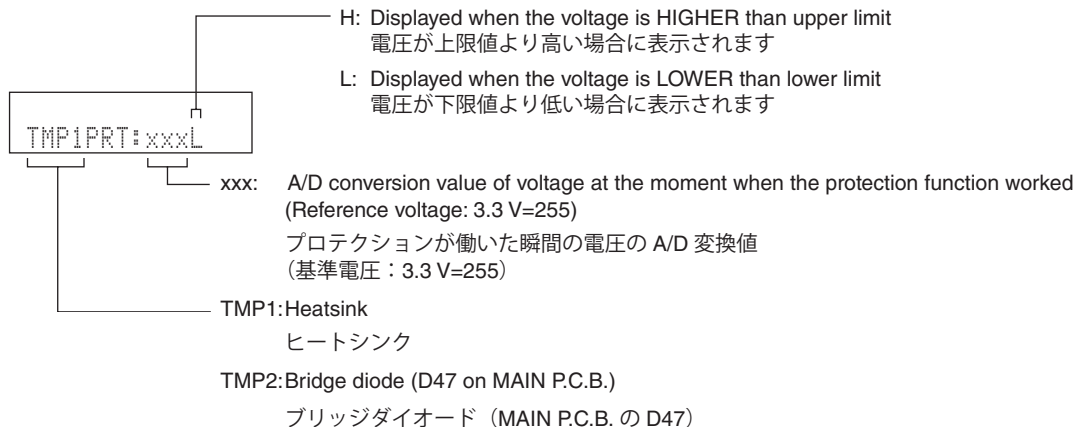 H: Displayed when the voltage is HIGHER than upper limit
電圧が上限値より高い場合に表示されます
L: Displayed when the voltage is LOWER than lower limit
電圧が下限値より低い場合に表示されます
TMP1PRT:xxxL
xxx: A/D conversion value of voltage at the moment when the protection function worked
(Reference voltage: 3.3 V=255)
プロテクションが働いた瞬間の電圧の A/D 変換値
（基準電圧：3.3 V=255）
TMP1:Heatsink
ヒートシンク
TMP2:Bridge diode (D47 on MAIN P.C.B.)
ブリッジダイオード（MAIN P.C.B. の D47）